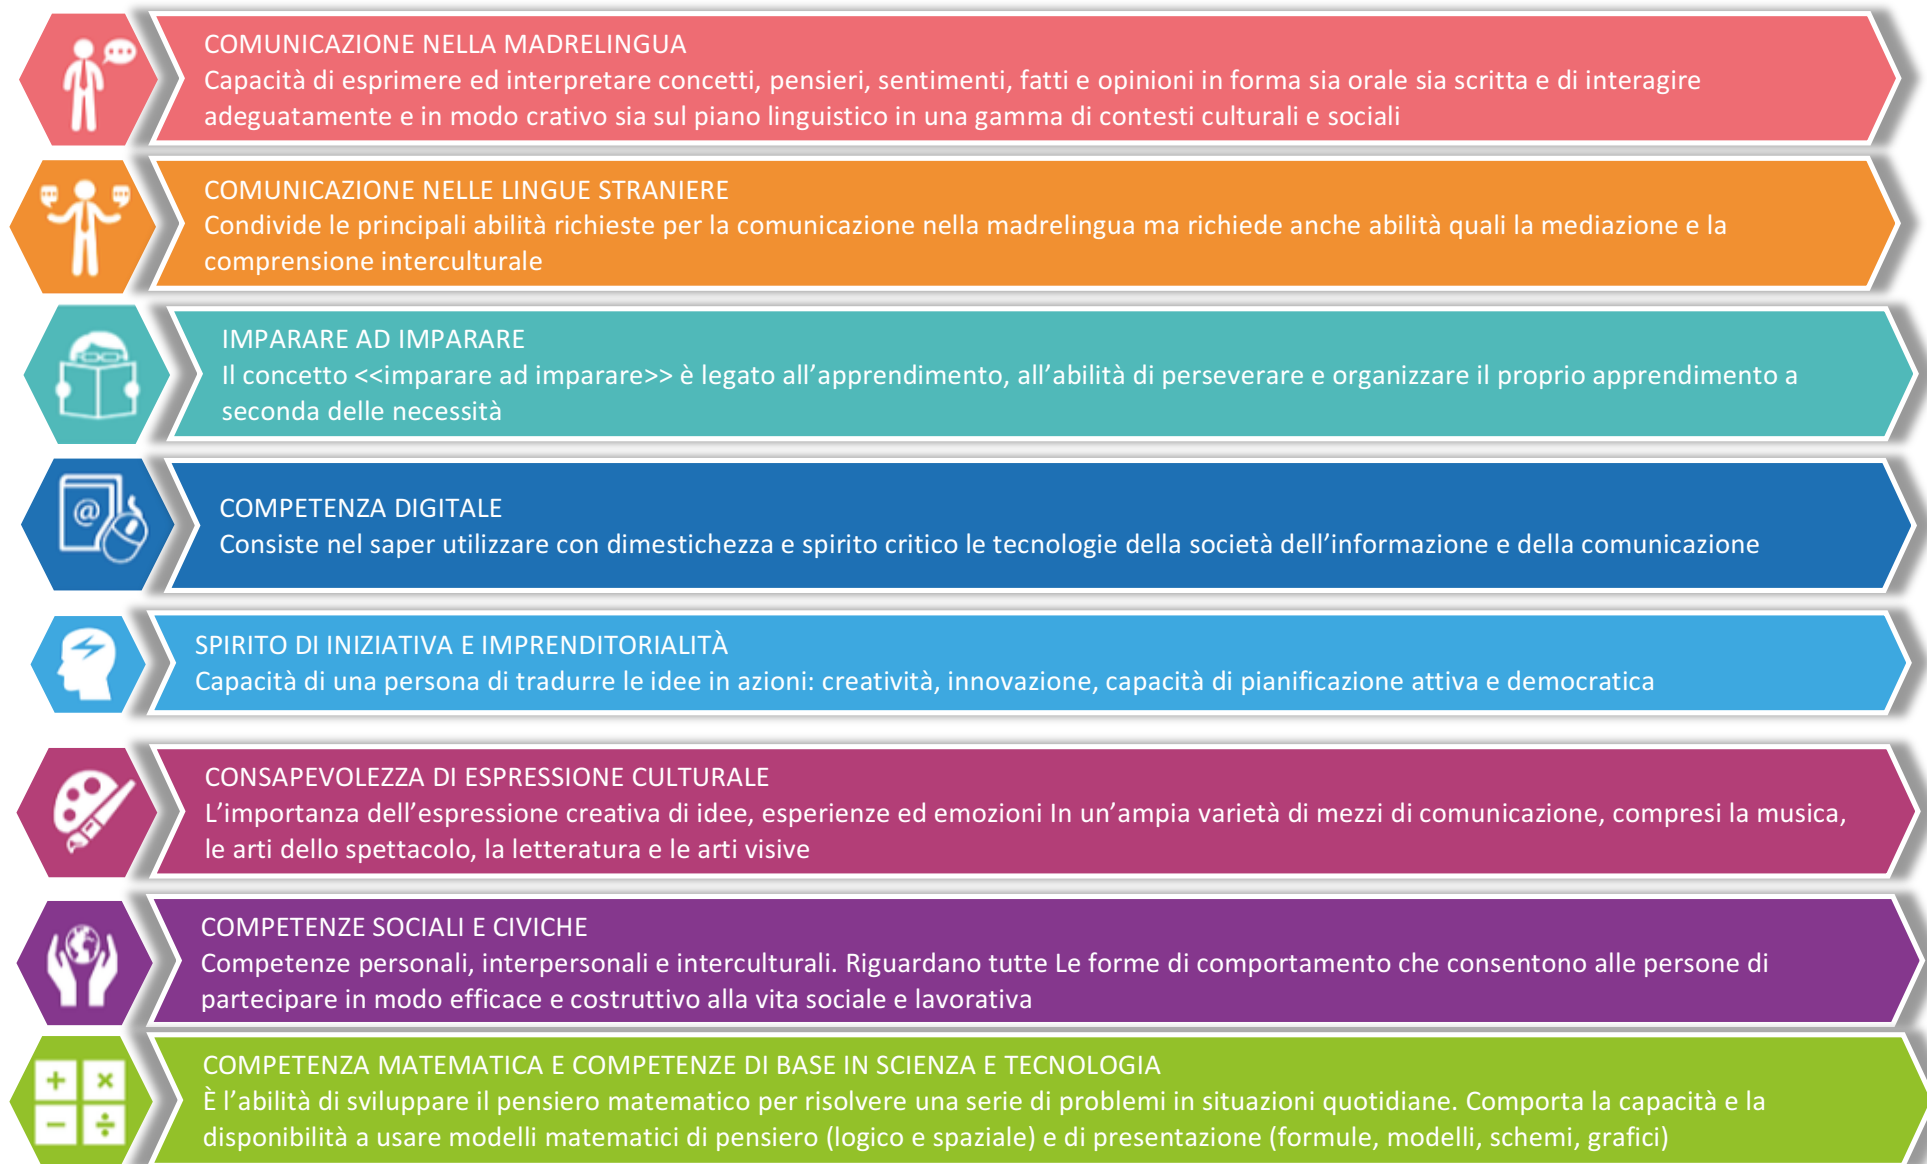 COMUNICAZIONE NELLA MADRELINGUA
Capacità di esprimere ed interpretare concetti, pensieri, sentimenti, fatti e opinioni in forma sia orale sia scritta e di interagire
adeguatamente e in modo crativo sia sul piano linguistico in una gamma di contesti culturali e sociali
COMUNICAZIONE NELLE LINGUE STRANIERE
Condivide le principali abilità richieste per la comunicazione nella madrelingua ma richiede anche abilità quali la mediazione e la
comprensione interculturale
IMPARARE AD IMPARARE
Il concetto <<imparare ad imparare>> è legato all’apprendimento, all’abilità di perseverare e organizzare il proprio apprendimento a
seconda delle necessità
@
COMPETENZA DIGITALE
Consiste nel saper utilizzare con dimestichezza e spirito critico le tecnologie della società dell’informazione e della comunicazione
SPIRITO DI INIZIATIVA E IMPRENDITORIALITÀ
Capacità di una persona di tradurre le idee in azioni: creatività, innovazione, capacità di pianificazione attiva e democratica
CONSAPEVOLEZZA DI ESPRESSIONE CULTURALE
L’importanza dell’espressione creativa di idee, esperienze ed emozioni In un’ampia varietà di mezzi di comunicazione, compresi la musica,
le arti dello spettacolo, la letteratura e le arti visive
COMPETENZE SOCIALI E CIVICHE
Competenze personali, interpersonali e interculturali. Riguardano tutte Le forme di comportamento che consentono alle persone di
partecipare in modo efficace e costruttivo alla vita sociale e lavorativa
+ ×
− ÷
COMPETENZA MATEMATICA E COMPETENZE DI BASE IN SCIENZA E TECNOLOGIA
È l’abilità di sviluppare il pensiero matematico per risolvere una serie di problemi in situazioni quotidiane. Comporta la capacità e la
disponibilità a usare modelli matematici di pensiero (logico e spaziale) e di presentazione (formule, modelli, schemi, grafici)